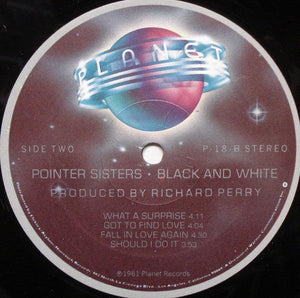 PLANET
SIDE TWO
P-18-B STEREO
POINTER SISTERS • BLACK AND WHITE
PRODUCED BY RICHARD PERRY
WHAT A SURPRISE 4:11
GOT TO FIND LOVE 4:04
FALL IN LOVE AGAIN 4:30
SHOULD I DO IT 3:53
℗1981 Planet Records